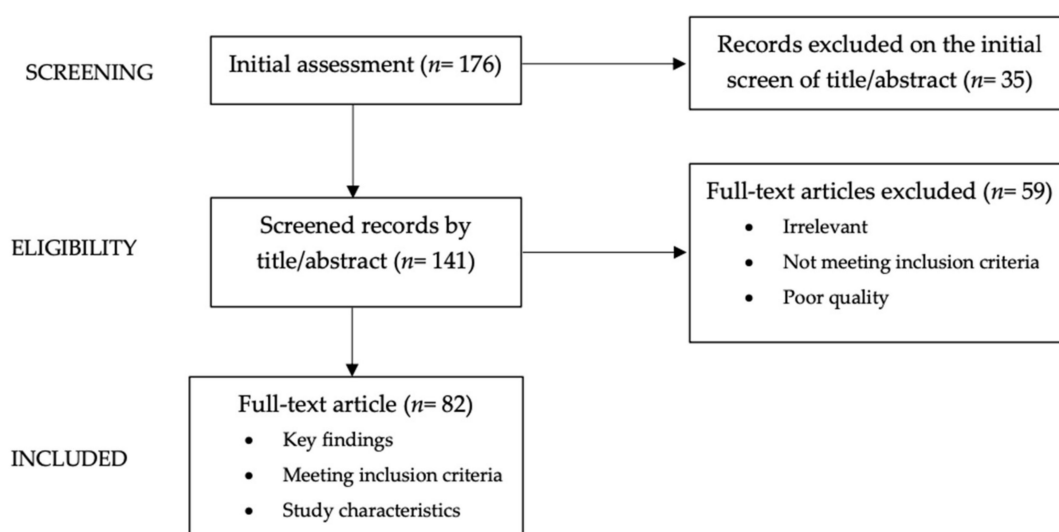 SCREENING
Initial assessment (n= 176)
Records excluded on the initial
screen of title/abstract (n= 35)
ELIGIBILITY
Screened records by
title/abstract (n= 141)
Full-text articles excluded (n= 59)
• Irrelevant
• Not meeting inclusion criteria
• Poor quality
INCLUDED
Full-text article (n= 82)
• Key findings
• Meeting inclusion criteria
• Study characteristics